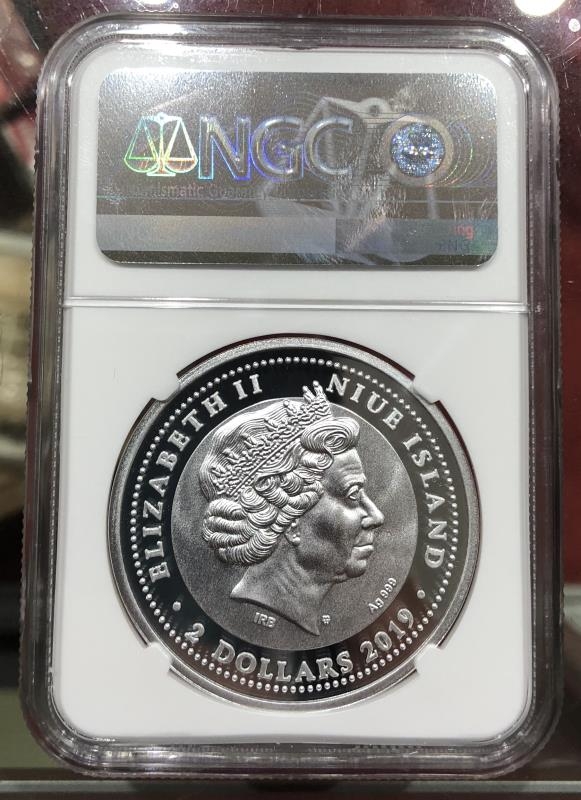 NGC
ELIZABETH II
NIUE ISLAND
IRB
Ag 999
2 DOLLARS 2019